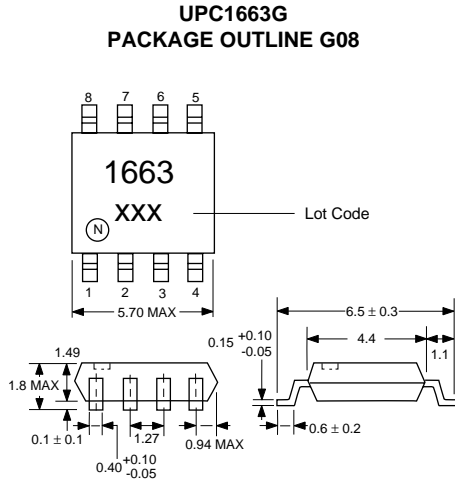 UPC1663G
PACKAGE OUTLINE G08
8 7 6 5
1663
XXX
N
Lot Code
1 2 3 4
5.70 MAX
6.5 ± 0.3
0.15 +0.10 -0.05
4.4
1.1
1.49
1.8 MAX
0.1 ± 0.1
1.27
0.94 MAX
0.6 ± 0.2
0.40 +0.10 -0.05